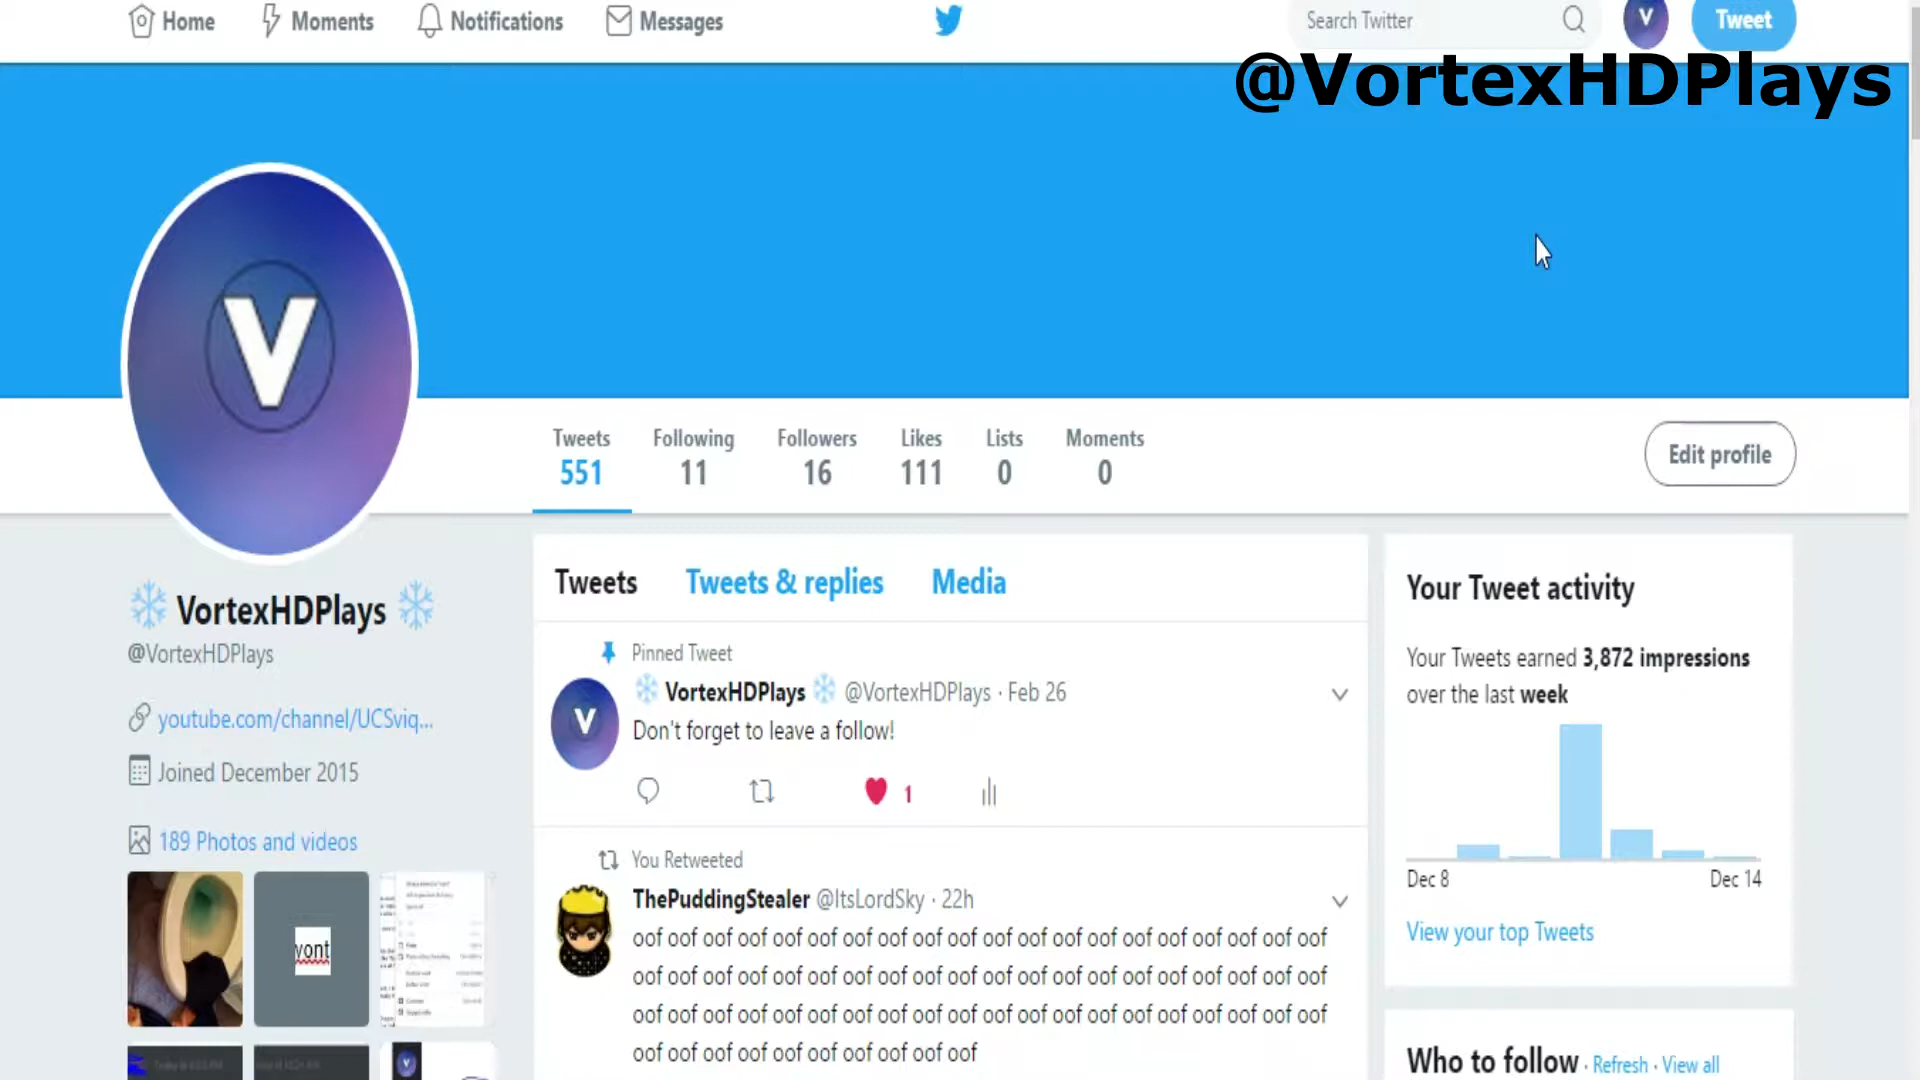 Home Moments Notifications Messages Search Twitter V Tweet
@VortexHDPlays
V
Tweets Following Followers Likes Lists Moments
551 11 16 111 0 0
Edit profile
VortexHDPlays
@VortexHDPlays
youtube.com/channel/UCSviq...
Joined December 2015
189 Photos and videos
vont
Tweets Tweets & replies Media
Pinned Tweet
V
VortexHDPlays @VortexHDPlays · Feb 26
Don't forget to leave a follow!
1
You Retweeted
ThePuddingStealer @ItsLordSky · 22h
oof oof oof oof oof oof oof oof oof oof oof oof oof oof oof oof oof oof oof oof
oof oof oof oof oof oof oof oof oof oof oof oof oof oof oof oof oof oof oof oof
oof oof oof oof oof oof oof oof oof oof oof oof oof oof oof oof oof oof oof oof
oof oof oof oof oof oof oof oof oof oof
Your Tweet activity
Your Tweets earned 3,872 impressions
over the last week
Dec 8 Dec 14
View your top Tweets
Who to follow · Refresh · View all